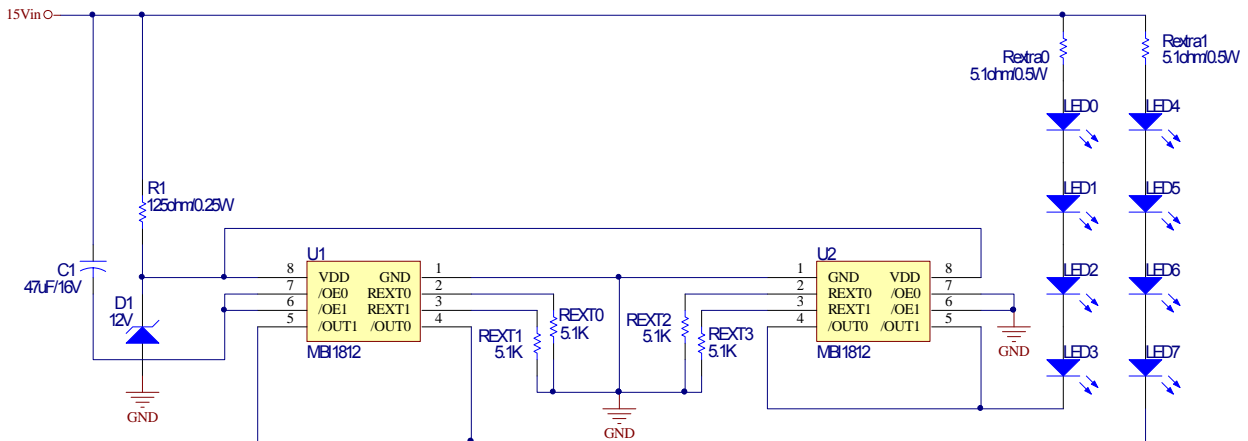 15Vin
Rextra0
5.1ohm/0.5W
Rextra1
5.1ohm/0.5W
LED0
LED4
R1
125ohm/0.25W
LED1
LED5
C1
47uF/16V
D1
12V
GND
U1
8 VDD GND 1
7 /OE0 REXT0 2
6 /OE1 REXT1 3
5 /OUT1 /OUT0 4
MBI1812
REXT1
5.1K
REXT0
5.1K
GND
REXT2
5.1K
REXT3
5.1K
U2
1 GND VDD 8
2 REXT0 /OE0 7
3 REXT1 /OE1 6
4 /OUT0 /OUT1 5
MBI1812
GND
LED2
LED6
LED3
LED7